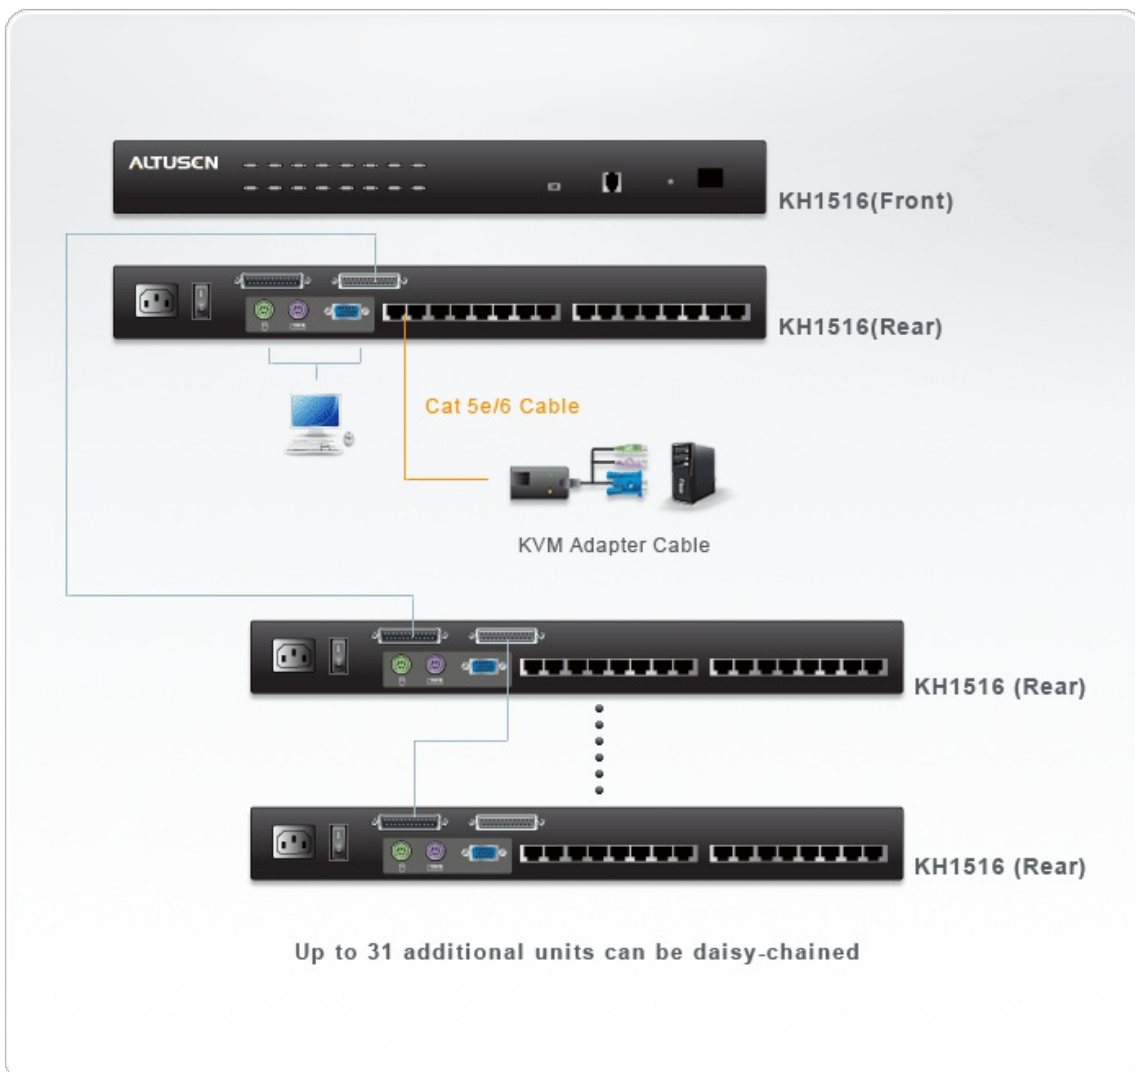 ALTUSCN
KH1516(Front)
KH1516(Rear)
Cat 5e/6 Cable
KVM Adapter Cable
KH1516 (Rear)
KH1516 (Rear)
Up to 31 additional units can be daisy-chained